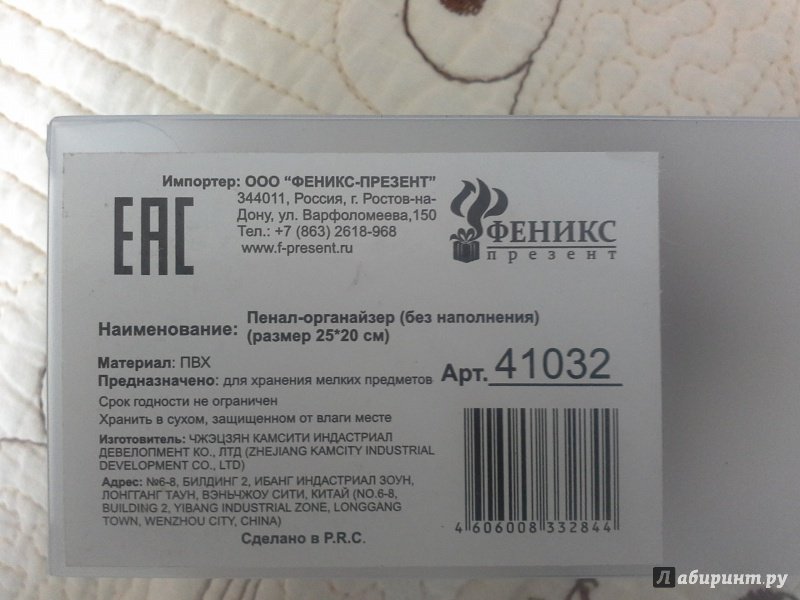 Импортер: ООО "ФЕНИКС-ПРЕЗЕНТ"
344011, Россия, г. Ростов-на-
Дону, ул. Варфоломеева,150
Тел.: +7 (863) 2618-968
www.f-present.ru
EAC
ФЕНИКС
презент
Наименование: Пенал-органайзер (без наполнения)
(размер 25*20 см)
Материал: ПВХ
Предназначено: для хранения мелких предметов
Арт. 41032
Срок годности не ограничен
Хранить в сухом, защищенном от влаги месте
Изготовитель: ЧЖЭЦЗЯН КАМСИТИ ИНДАСТРИАЛ
ДЕВЕЛОПМЕНТ КО., ЛТД (ZHEJIANG KAMCITY INDUSTRIAL
DEVELOPMENT CO., LTD)
Адрес: №6-8, БИЛДИНГ 2, ИБАНГ ИНДАСТРИАЛ ЗОУН,
ЛОНГГАНГ ТАУН, ВЭНЬЧЖОУ СИТИ, КИТАЙ (NO.6-8,
BUILDING 2, YIBANG INDUSTRIAL ZONE, LONGGANG
TOWN, WENZHOU CITY, CHINA)
Сделано в P.R.C.
4 606008 332844
Лабиринт.ру